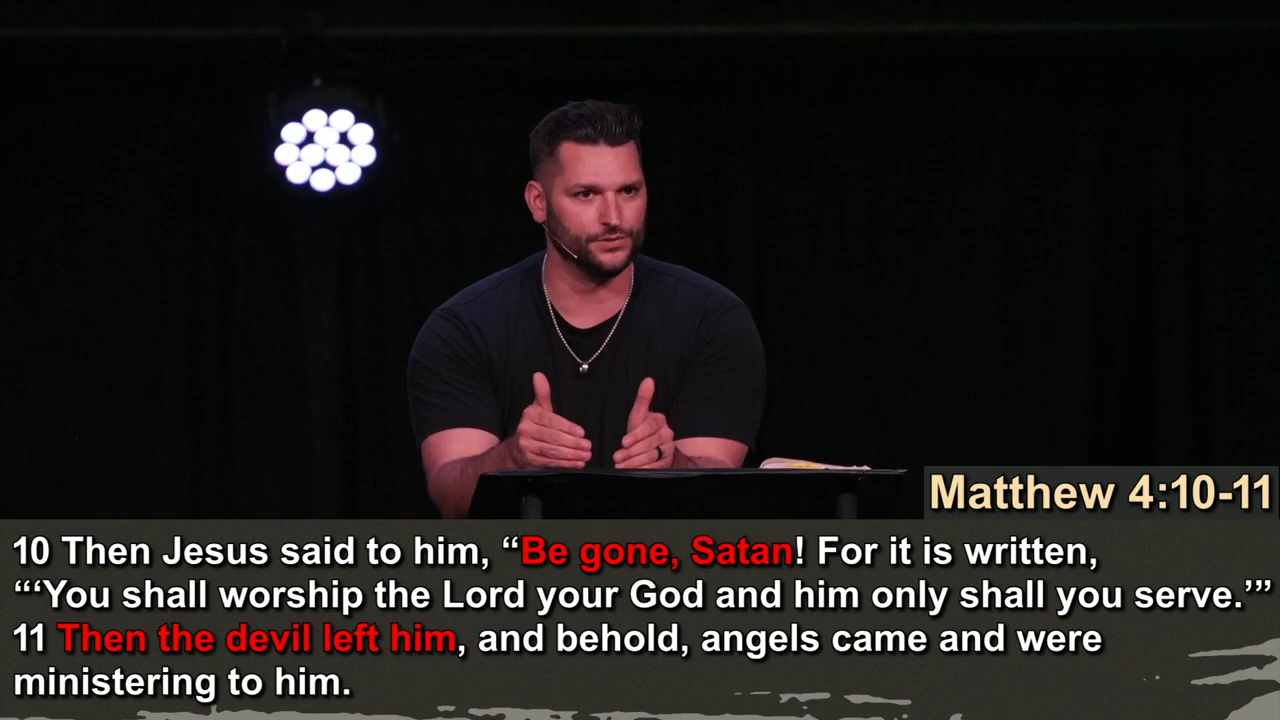 Matthew 4:10-11
10 Then Jesus said to him, “Be gone, Satan! For it is written,
“‘You shall worship the Lord your God and him only shall you serve.’”
11 Then the devil left him, and behold, angels came and were
ministering to him.